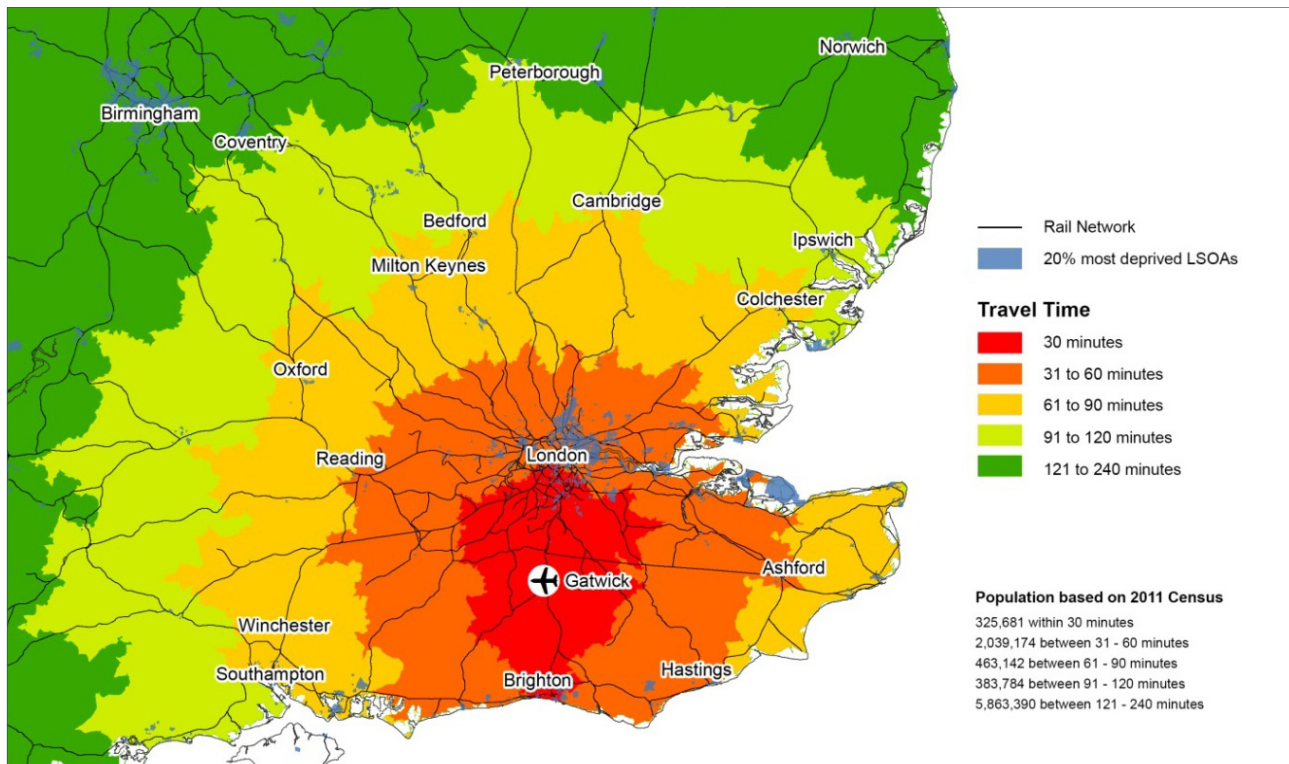 Norwich
Peterborough
Birmingham
Coventry
Cambridge
Bedford
Ipswich
Milton Keynes
Colchester
Oxford
London
Reading
Ashford
Gatwick
Winchester
Hastings
Southampton
Brighton
Rail Network
20% most deprived LSOAs
Travel Time
30 minutes
31 to 60 minutes
61 to 90 minutes
91 to 120 minutes
121 to 240 minutes
Population based on 2011 Census
325,681 within 30 minutes
2,039,174 between 31 - 60 minutes
463,142 between 61 - 90 minutes
383,784 between 91 - 120 minutes
5,863,390 between 121 - 240 minutes